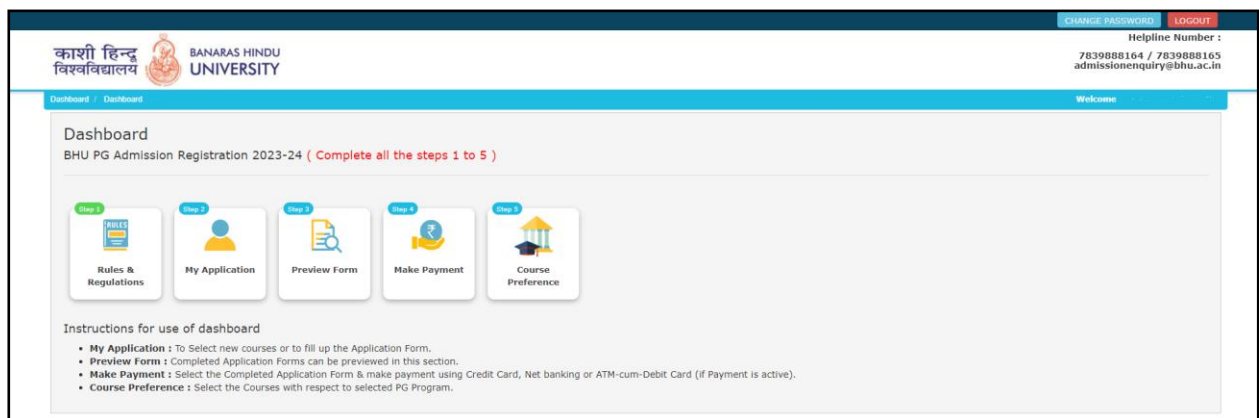 CHANGE PASSWORD LOGOUT
काशी हिन्दू
विश्वविद्यालय
BANARAS HINDU
UNIVERSITY
Helpline Number :
7839888164 / 7839888165
admissionenquiry@bhu.ac.in
Dashboard / Dashboard
Welcome
Dashboard
BHU PG Admission Registration 2023-24 ( Complete all the steps 1 to 5 )
Step 1
RULES
Rules &
Regulations
Step 2
My Application
Step 3
Preview Form
Step 4
₹
Make Payment
Step 5
Course
Preference
Instructions for use of dashboard
• My Application : To Select new courses or to fill up the Application Form.
• Preview Form : Completed Application Forms can be previewed in this section.
• Make Payment : Select the Completed Application Form & make payment using Credit Card, Net banking or ATM-cum-Debit Card (if Payment is active).
• Course Preference : Select the Courses with respect to selected PG Program.